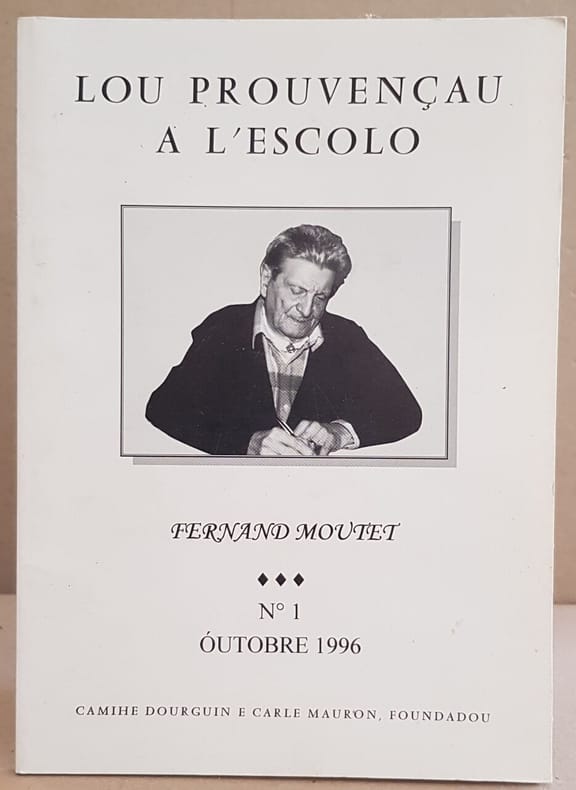 LOU PROUVENÇAU
A L'ESCOLO
FERNAND MOUTET
N° 1
ÓUTOBRE 1996
CAMIHE DOURGUIN E CARLE MAURON, FOUNDADOU